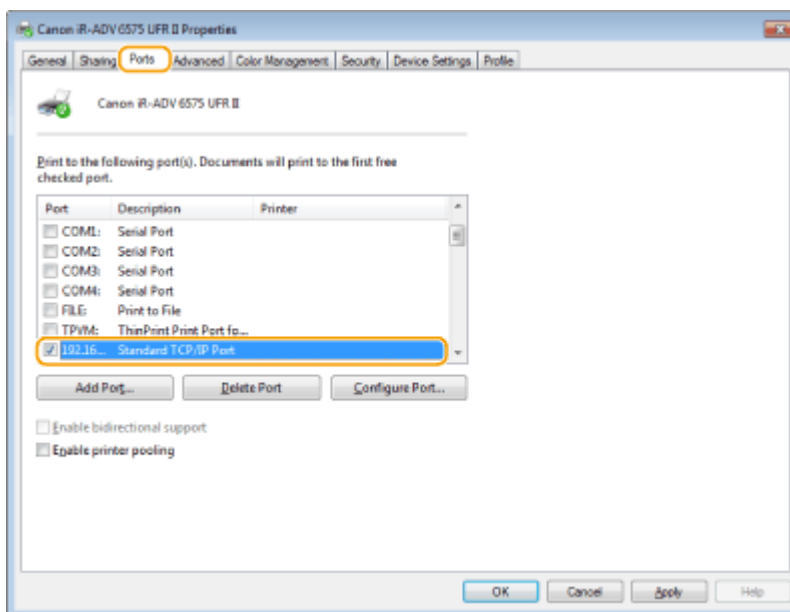 Canon iR-ADV 6575 UFR II Properties
General Sharing Ports Advanced Color Management Security Device Settings Profile
Canon iR-ADV 6575 UFR II
Print to the following port(s). Documents will print to the first free
checked port.
Port Description Printer
COM1: Serial Port
COM2: Serial Port
COM3: Serial Port
COM4: Serial Port
FILE: Print to File
TPVM: ThinPrint Print Port fo...
192.16... Standard TCP/IP Port
Add Port... Delete Port Configure Port...
Enable bidirectional support
Enable printer pooling
OK Cancel Apply Help